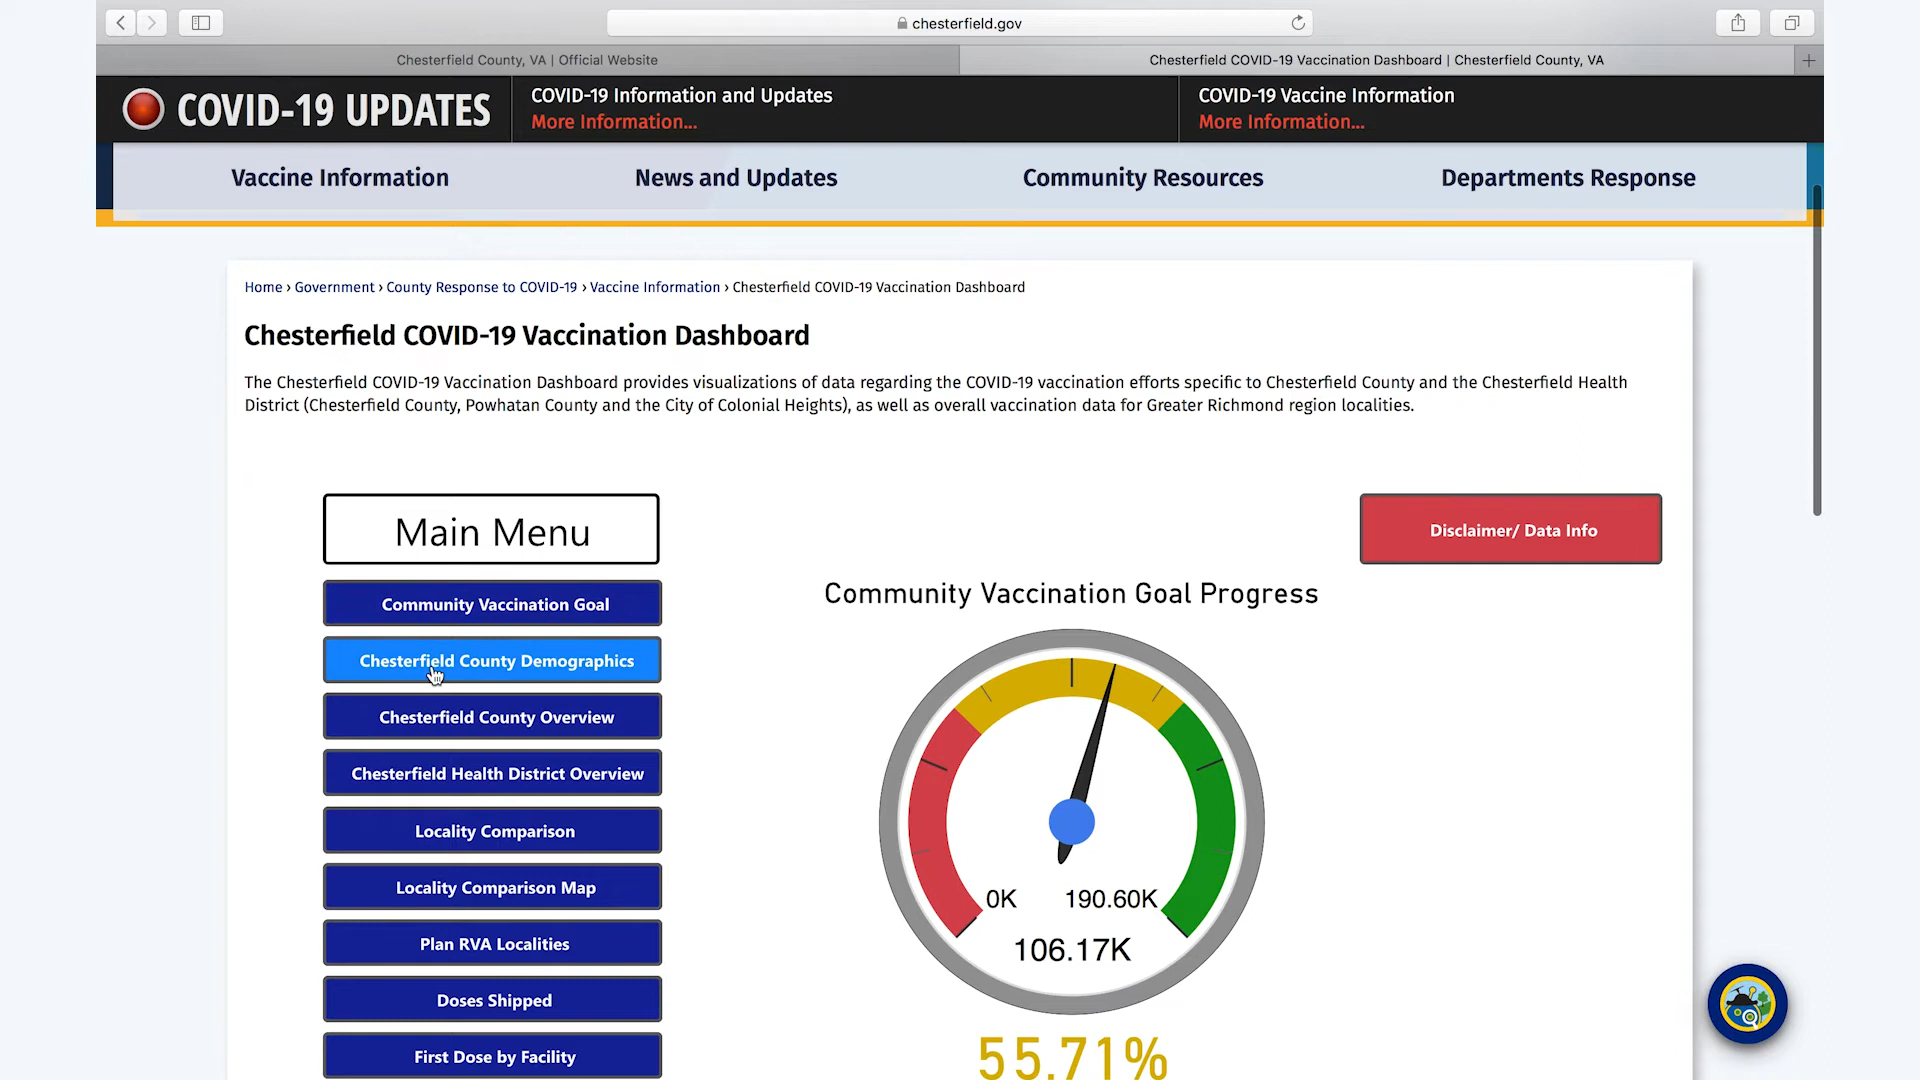 chesterfield.gov
Chesterfield County, VA | Official Website
Chesterfield COVID-19 Vaccination Dashboard | Chesterfield County, VA
COVID-19 UPDATES
COVID-19 Information and Updates
More Information...
COVID-19 Vaccine Information
More Information...
Vaccine Information
News and Updates
Community Resources
Departments Response
Home › Government › County Response to COVID-19 › Vaccine Information › Chesterfield COVID-19 Vaccination Dashboard
Chesterfield COVID-19 Vaccination Dashboard
The Chesterfield COVID-19 Vaccination Dashboard provides visualizations of data regarding the COVID-19 vaccination efforts specific to Chesterfield County and the Chesterfield Health
District (Chesterfield County, Powhatan County and the City of Colonial Heights), as well as overall vaccination data for Greater Richmond region localities.
Main Menu
Disclaimer/ Data Info
Community Vaccination Goal
Chesterfield County Demographics
Chesterfield County Overview
Chesterfield Health District Overview
Locality Comparison
Locality Comparison Map
Plan RVA Localities
Doses Shipped
First Dose by Facility
Community Vaccination Goal Progress
0K
190.60K
106.17K
55.71%